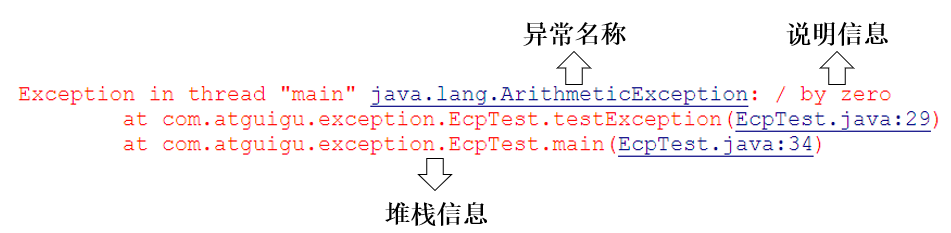 异常名称 说明信息
Exception in thread "main" java.lang.ArithmeticException: / by zero
at com.atguigu.exception.EcpTest.testException(EcpTest.java:29)
at com.atguigu.exception.EcpTest.main(EcpTest.java:34)
堆栈信息